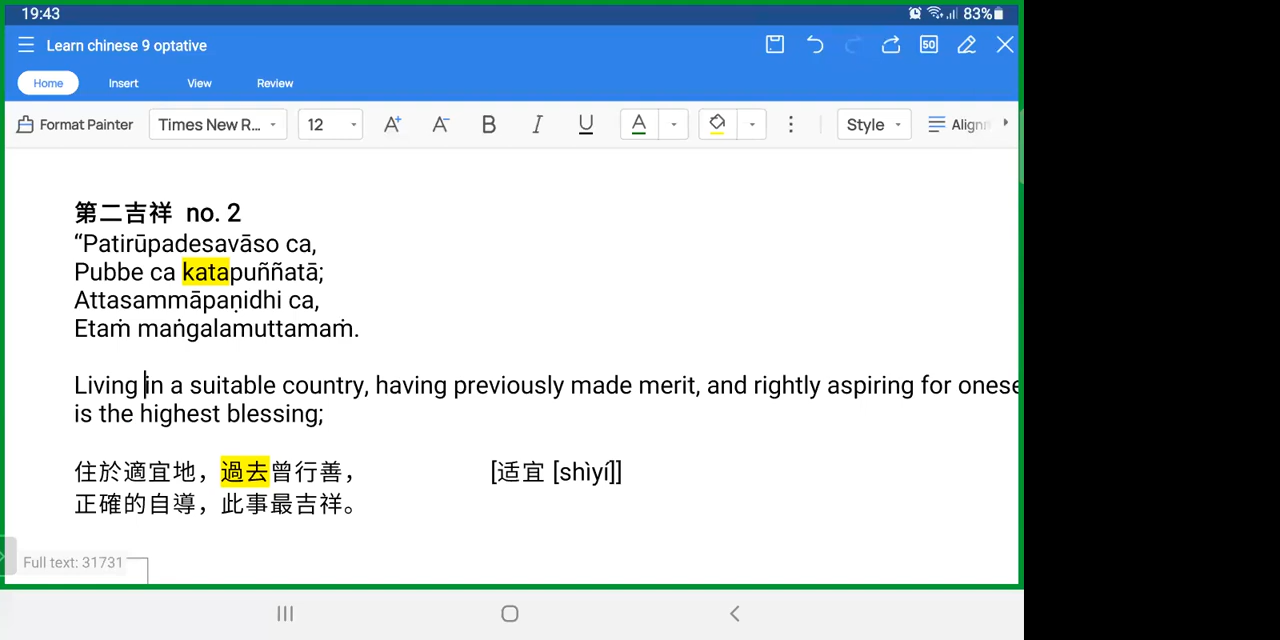 19:43
83%
Learn chinese 9 optative
50
Home Insert View Review
Format Painter Times New R... 12 A+ A- B I U A Style
第二吉祥 no. 2
“Patirūpadesavāso ca,
Pubbe ca katapuññatā;
Attasammāpaṇidhi ca,
Etaṁ maṅgalamuttamaṁ.
Living in a suitable country, having previously made merit, and rightly aspiring for onese
is the highest blessing;
住於適宜地，過去曾行善， [适宜 [shìyí]]
正確的自導，此事最吉祥。
Full text: 31731